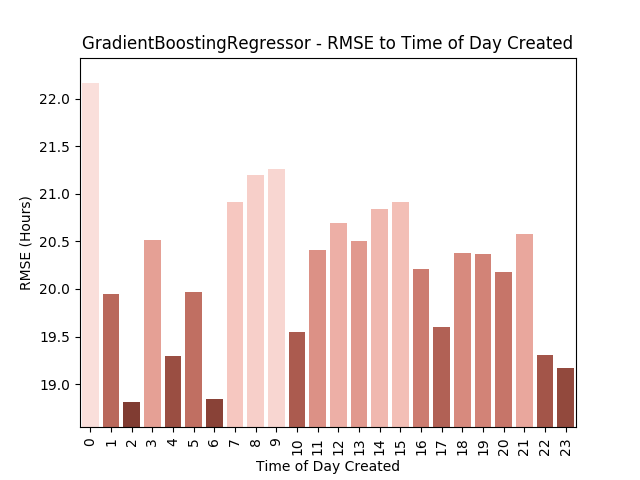 GradientBoostingRegressor - RMSE to Time of Day Created
22.0
21.5
21.0
20.5
20.0
19.5
19.0
RMSE (Hours)
0 1 2 3 4 5 6 7 8 9 10 11 12 13 14 15 16 17 18 19 20 21 22 23
Time of Day Created